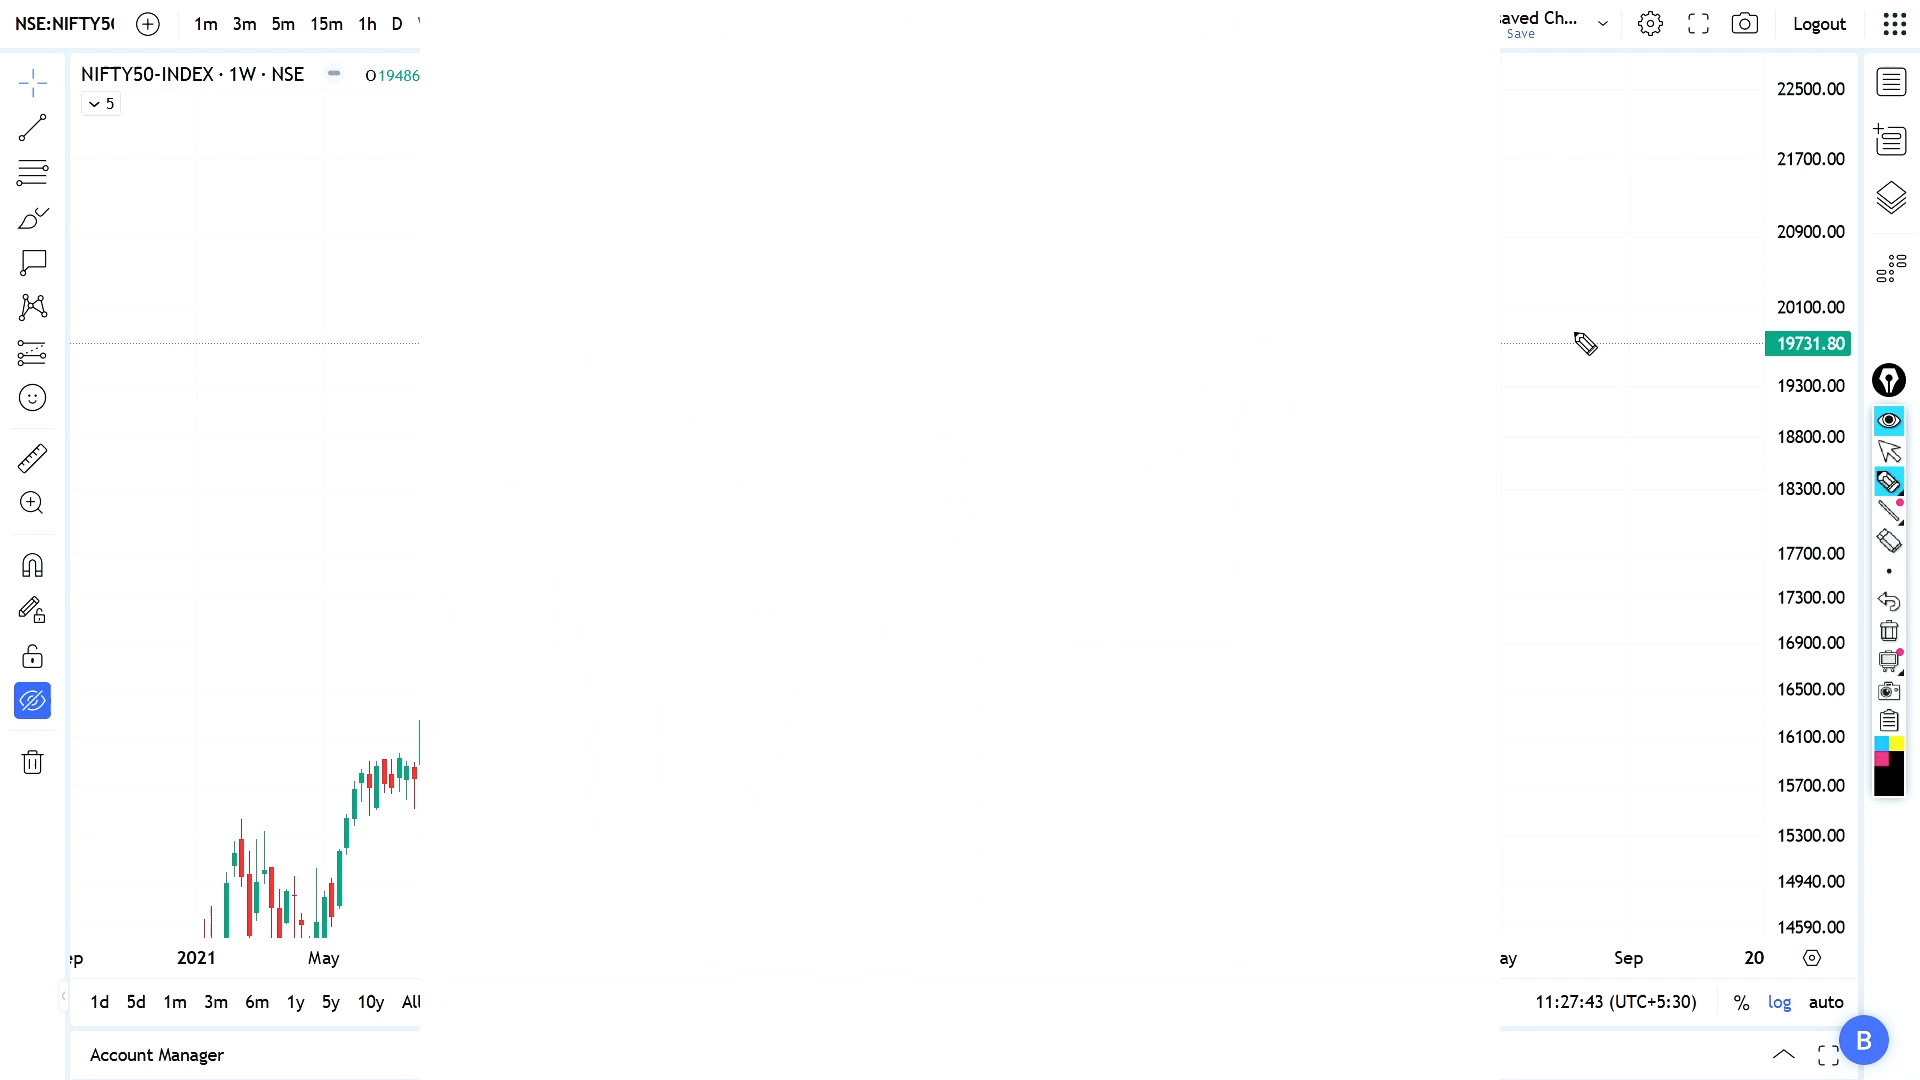 NSE:NIFTY5
1m 3m 5m 15m 1h D
aved Ch...
Save
Logout
NIFTY50-INDEX · 1W · NSE
O19486
5
22500.00
21700.00
20900.00
20100.00
19731.80
19300.00
18800.00
18300.00
17700.00
17300.00
16900.00
16500.00
16100.00
15700.00
15300.00
14940.00
14590.00
ep 2021 May
ay Sep 20
1d 5d 1m 3m 6m 1y 5y 10y All
11:27:43 (UTC+5:30) % log auto
Account Manager
B